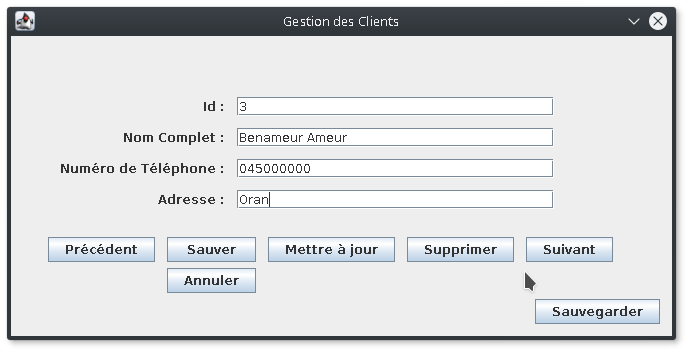 Gestion des Clients
Id : 3
Nom Complet : Benameur Ameur
Numéro de Téléphone : 045000000
Adresse : Oran
Précédent Sauver Mettre à jour Supprimer Suivant
Annuler
Sauvegarder